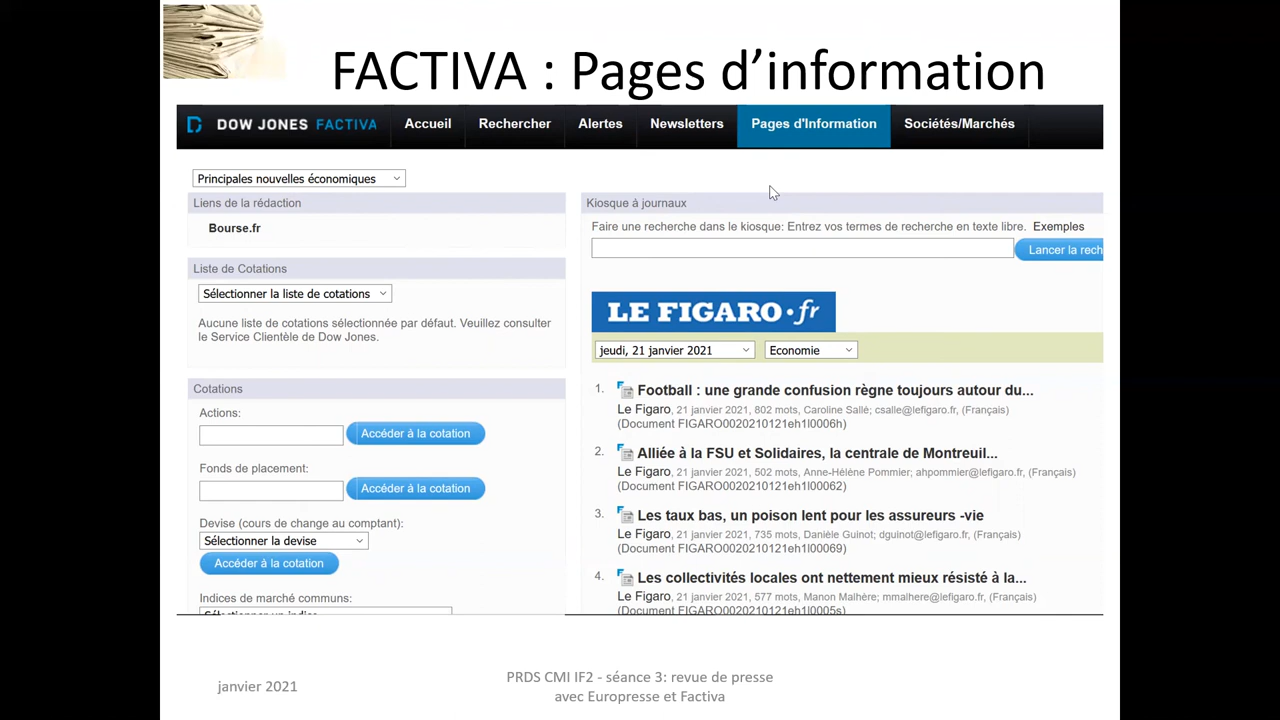 FACTIVA : Pages d’information
DOW JONES FACTIVA
Accueil
Rechercher
Alertes
Newsletters
Pages d'Information
Sociétés/Marchés
Principales nouvelles économiques
Liens de la rédaction
Bourse.fr
Liste de Cotations
Sélectionner la liste de cotations
Aucune liste de cotations sélectionnée par défaut. Veuillez consulter
le Service Clientèle de Dow Jones.
Cotations
Actions:
Accéder à la cotation
Fonds de placement:
Accéder à la cotation
Devise (cours de change au comptant):
Sélectionner la devise
Accéder à la cotation
Indices de marché communs:
Sélectionner un indice
Kiosque à journaux
Faire une recherche dans le kiosque: Entrez vos termes de recherche en texte libre. Exemples
Lancer la rech
LE FIGARO·fr
jeudi, 21 janvier 2021
Economie
1. Football : une grande confusion règne toujours autour du...
Le Figaro, 21 janvier 2021, 802 mots, Caroline Sallé; csalle@lefigaro.fr, (Français)
(Document FIGARO0020210121eh1l0006h)
2. Alliée à la FSU et Solidaires, la centrale de Montreuil...
Le Figaro, 21 janvier 2021, 502 mots, Anne-Hélène Pommier; ahpommier@lefigaro.fr, (Français)
(Document FIGARO0020210121eh1l00062)
3. Les taux bas, un poison lent pour les assureurs -vie
Le Figaro, 21 janvier 2021, 735 mots, Danièle Guinot; dguinot@lefigaro.fr, (Français)
(Document FIGARO0020210121eh1l00069)
4. Les collectivités locales ont nettement mieux résisté à la...
Le Figaro, 21 janvier 2021, 577 mots, Manon Malhère; mmalhere@lefigaro.fr, (Français)
(Document FIGARO0020210121eh1l0005s)
janvier 2021
PRDS CMI IF2 - séance 3: revue de presse
avec Europresse et Factiva